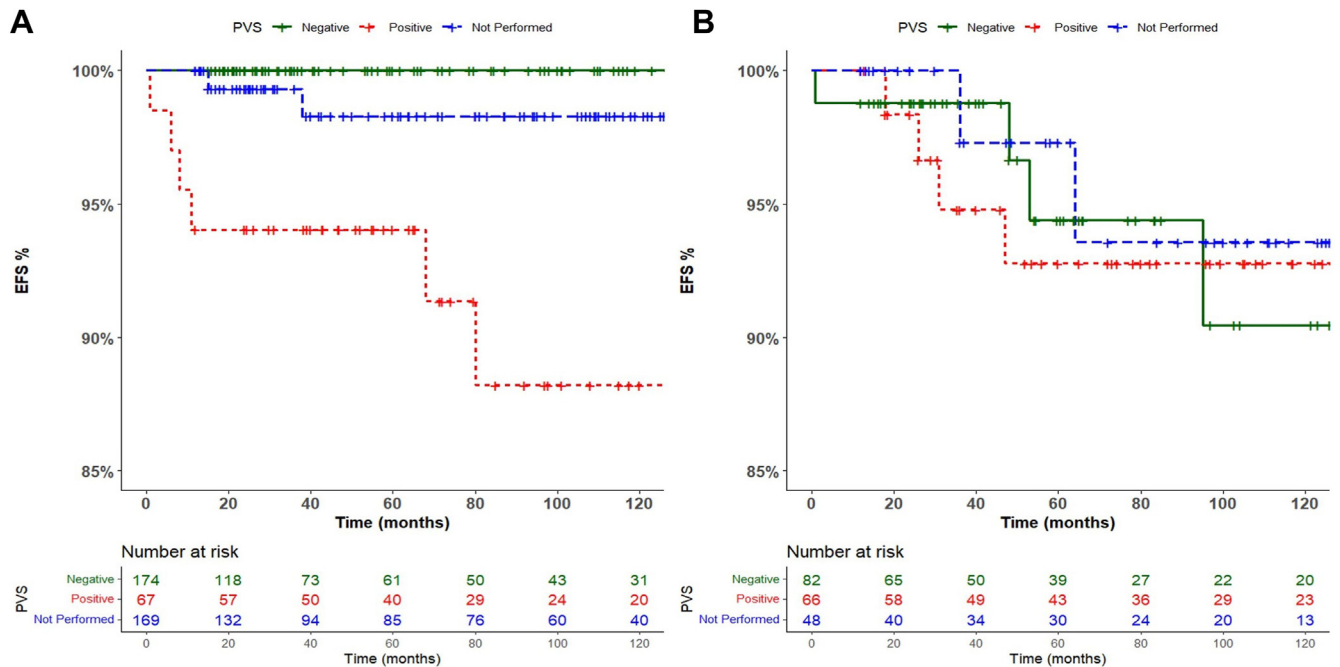 A
PVS Negative Positive Not Performed
100%
95%
90%
85%
EFS %
0 20 40 60 80 100 120
Time (months)
Number at risk
PVS
Negative 174 118 73 61 50 43 31
Positive 67 57 50 40 29 24 20
Not Performed 169 132 94 85 76 60 40
0 20 40 60 80 100 120
Time (months)
B
PVS Negative Positive Not Performed
100%
95%
90%
85%
EFS %
0 20 40 60 80 100 120
Time (months)
Number at risk
PVS
Negative 82 65 50 39 27 22 20
Positive 66 58 49 43 36 29 23
Not Performed 48 40 34 30 24 20 13
0 20 40 60 80 100 120
Time (months)